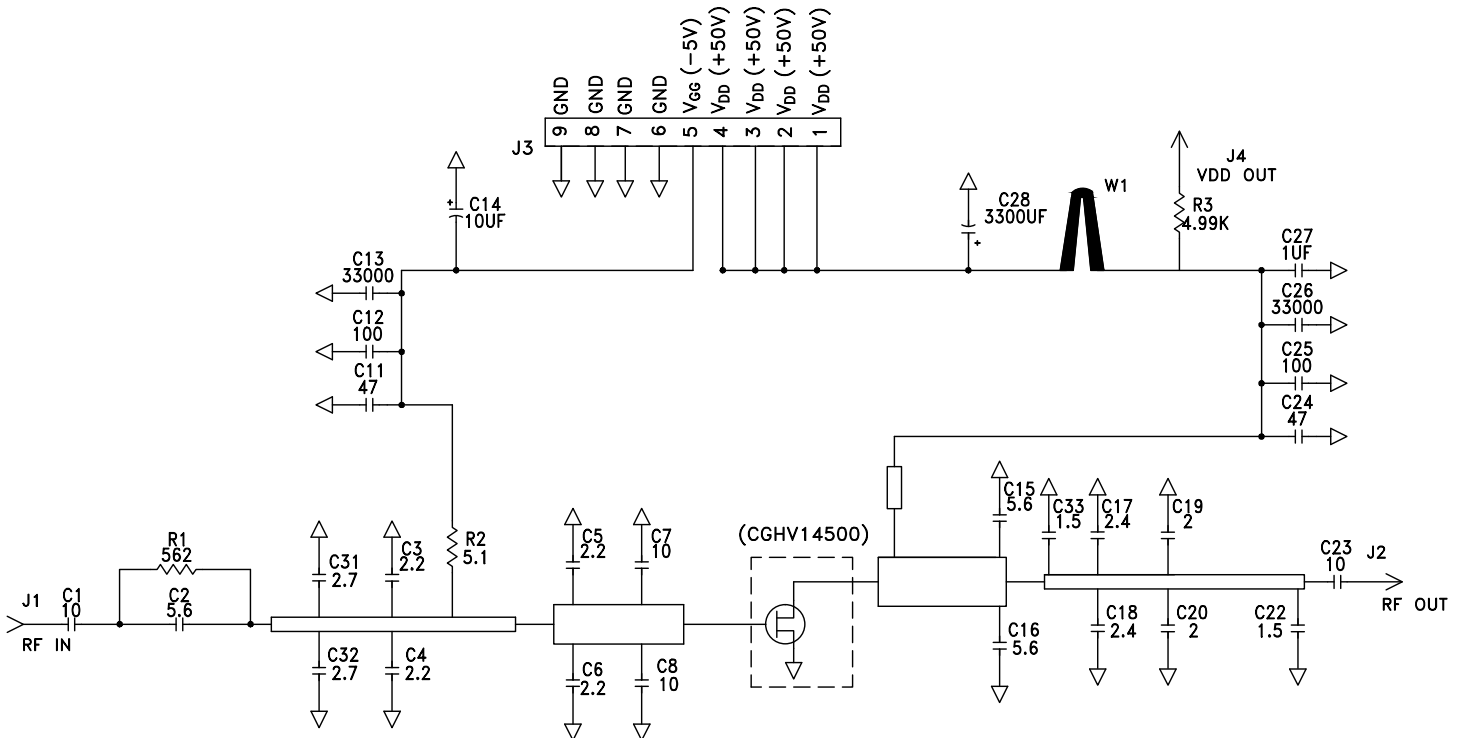 GND
GND
GND
GND
VGG (-5V)
VDD (+50V)
VDD (+50V)
VDD (+50V)
VDD (+50V)
J3
9 8 7 6 5 4 3 2 1
C14
10UF
C28
3300UF
W1
J4
VDD OUT
R3
4.99K
C13
33000
C12
100
C11
47
C27
1UF
C26
33000
C25
100
C24
47
R1
562
C31
2.7
C3
2.2
R2
5.1
C5
2.2
C7
10
(CGHV14500)
C15
5.6
C33
1.5
C17
2.4
C19
2
C23
10
J2
RF OUT
J1
RF IN
C1
10
C2
5.6
C32
2.7
C4
2.2
C6
2.2
C8
10
C16
5.6
C18
2.4
C20
2
C22
1.5